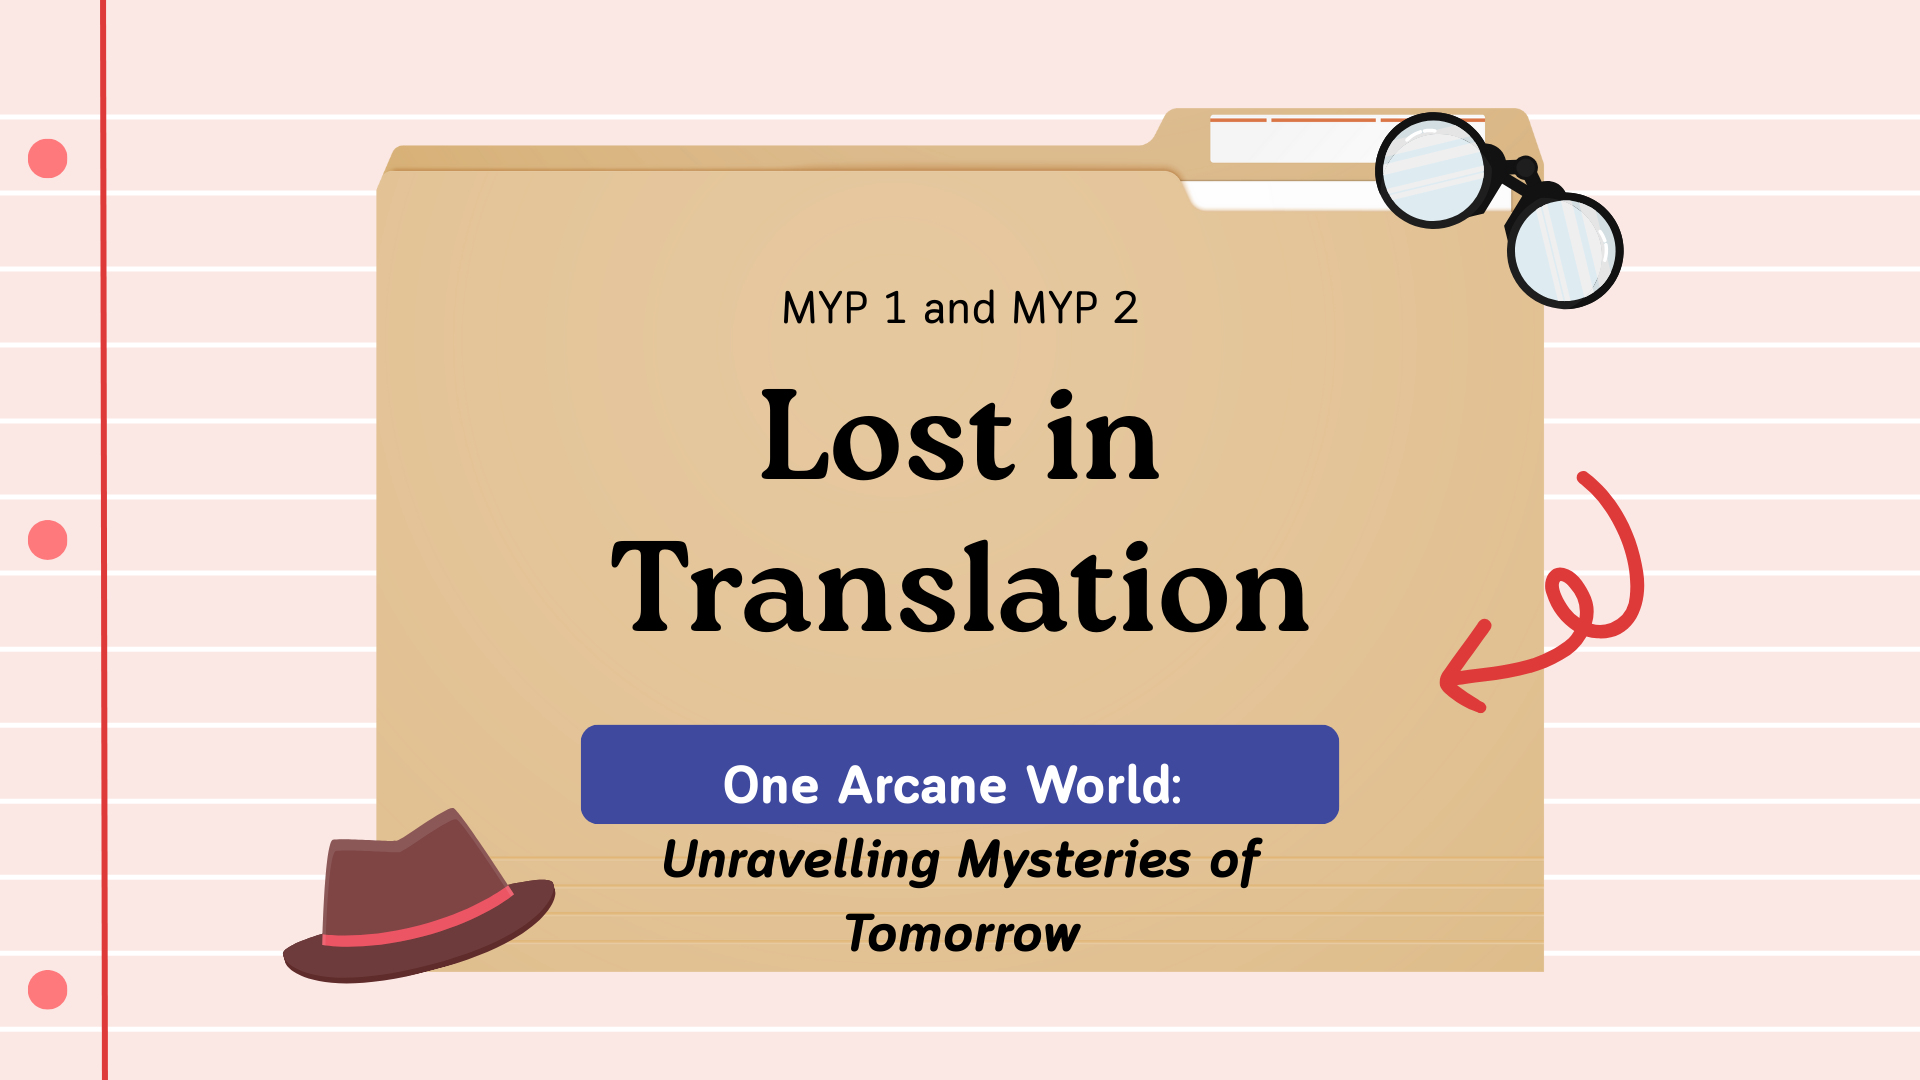 MYP 1 and MYP 2
Lost in
Translation
One Arcane World:
Unravelling Mysteries of
Tomorrow